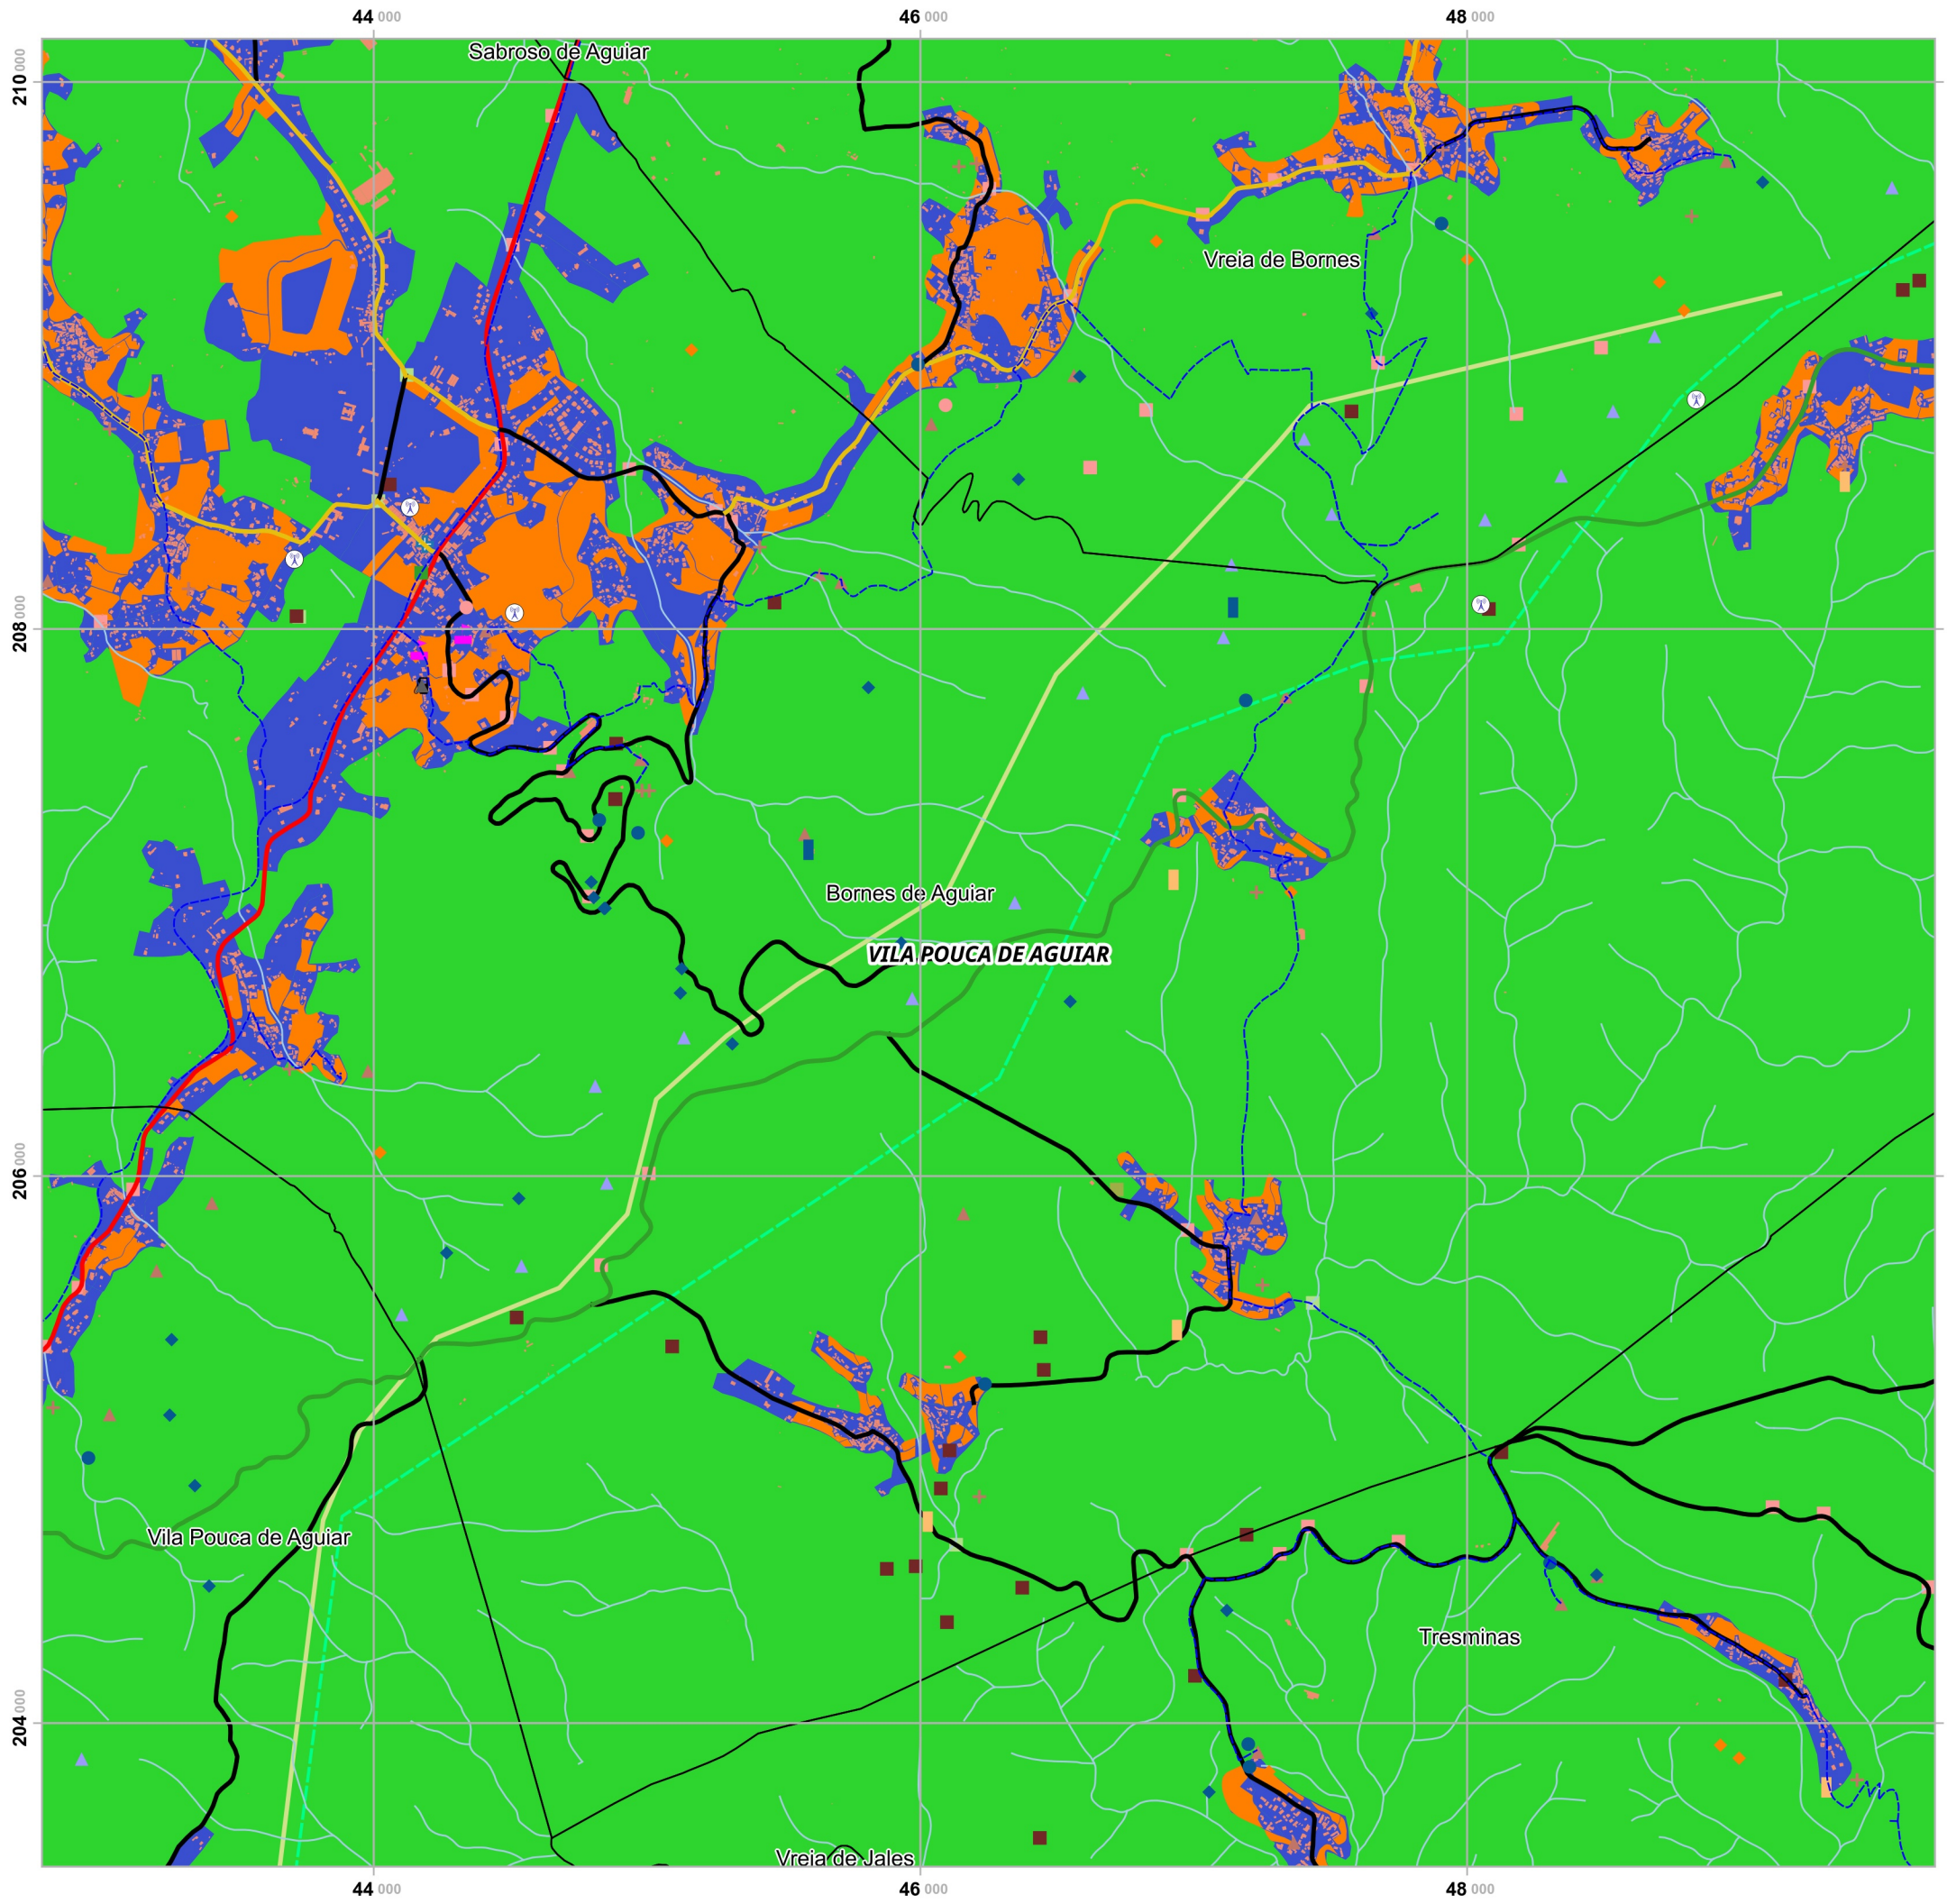 44 000 46 000 48 000
Sabroso de Aguiar
210 000
Vreia de Bornes
208 000
Bornes de Aguiar
VILA POUCA DE AGUIAR
206 000
Vila Pouca de Aguiar
Tresminas
204 000
Vreia de Jales
44 000 46 000 48 000